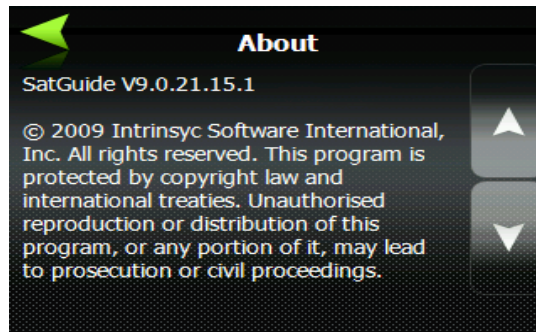 About
SatGuide V9.0.21.15.1
© 2009 Intrinsyc Software International,
Inc. All rights reserved. This program is
protected by copyright law and
international treaties. Unauthorised
reproduction or distribution of this
program, or any portion of it, may lead
to prosecution or civil proceedings.